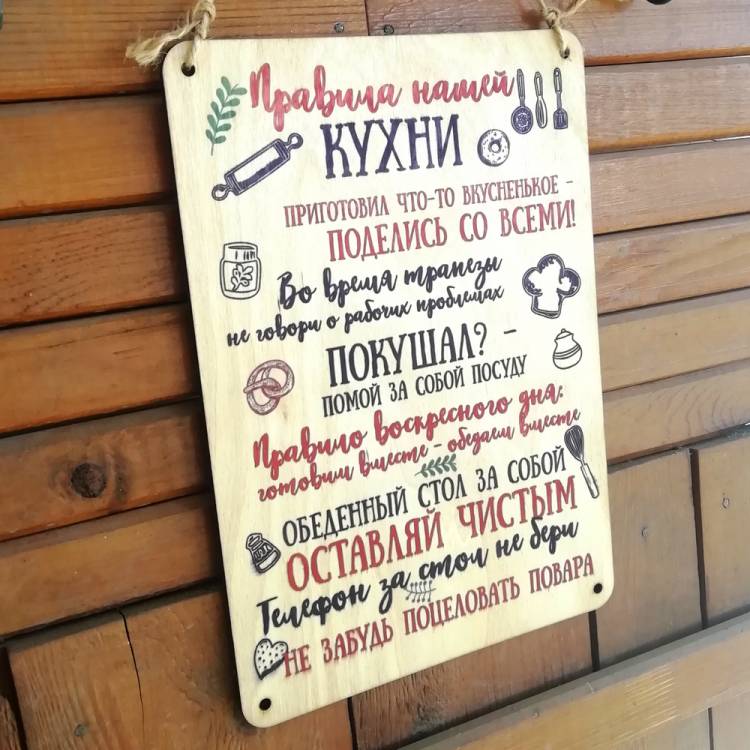 Правила нашей
КУХНИ
ПРИГОТОВИЛ ЧТО-ТО ВКУСНЕНЬКОЕ -
ПОДЕЛИСЬ СО ВСЕМИ!
Во время трапезы
не говори о рабочих проблемах
ПОКУШАЛ? -
ПОМОЙ ЗА СОБОЙ ПОСУДУ
Правило воскресного дня:
готовим вместе - обедаем вместе
ОБЕДЕННЫЙ СТОЛ ЗА СОБОЙ
ОСТАВЛЯЙ ЧИСТЫМ
Телефон за стол не бери
НЕ ЗАБУДЬ ПОЦЕЛОВАТЬ ПОВАРА